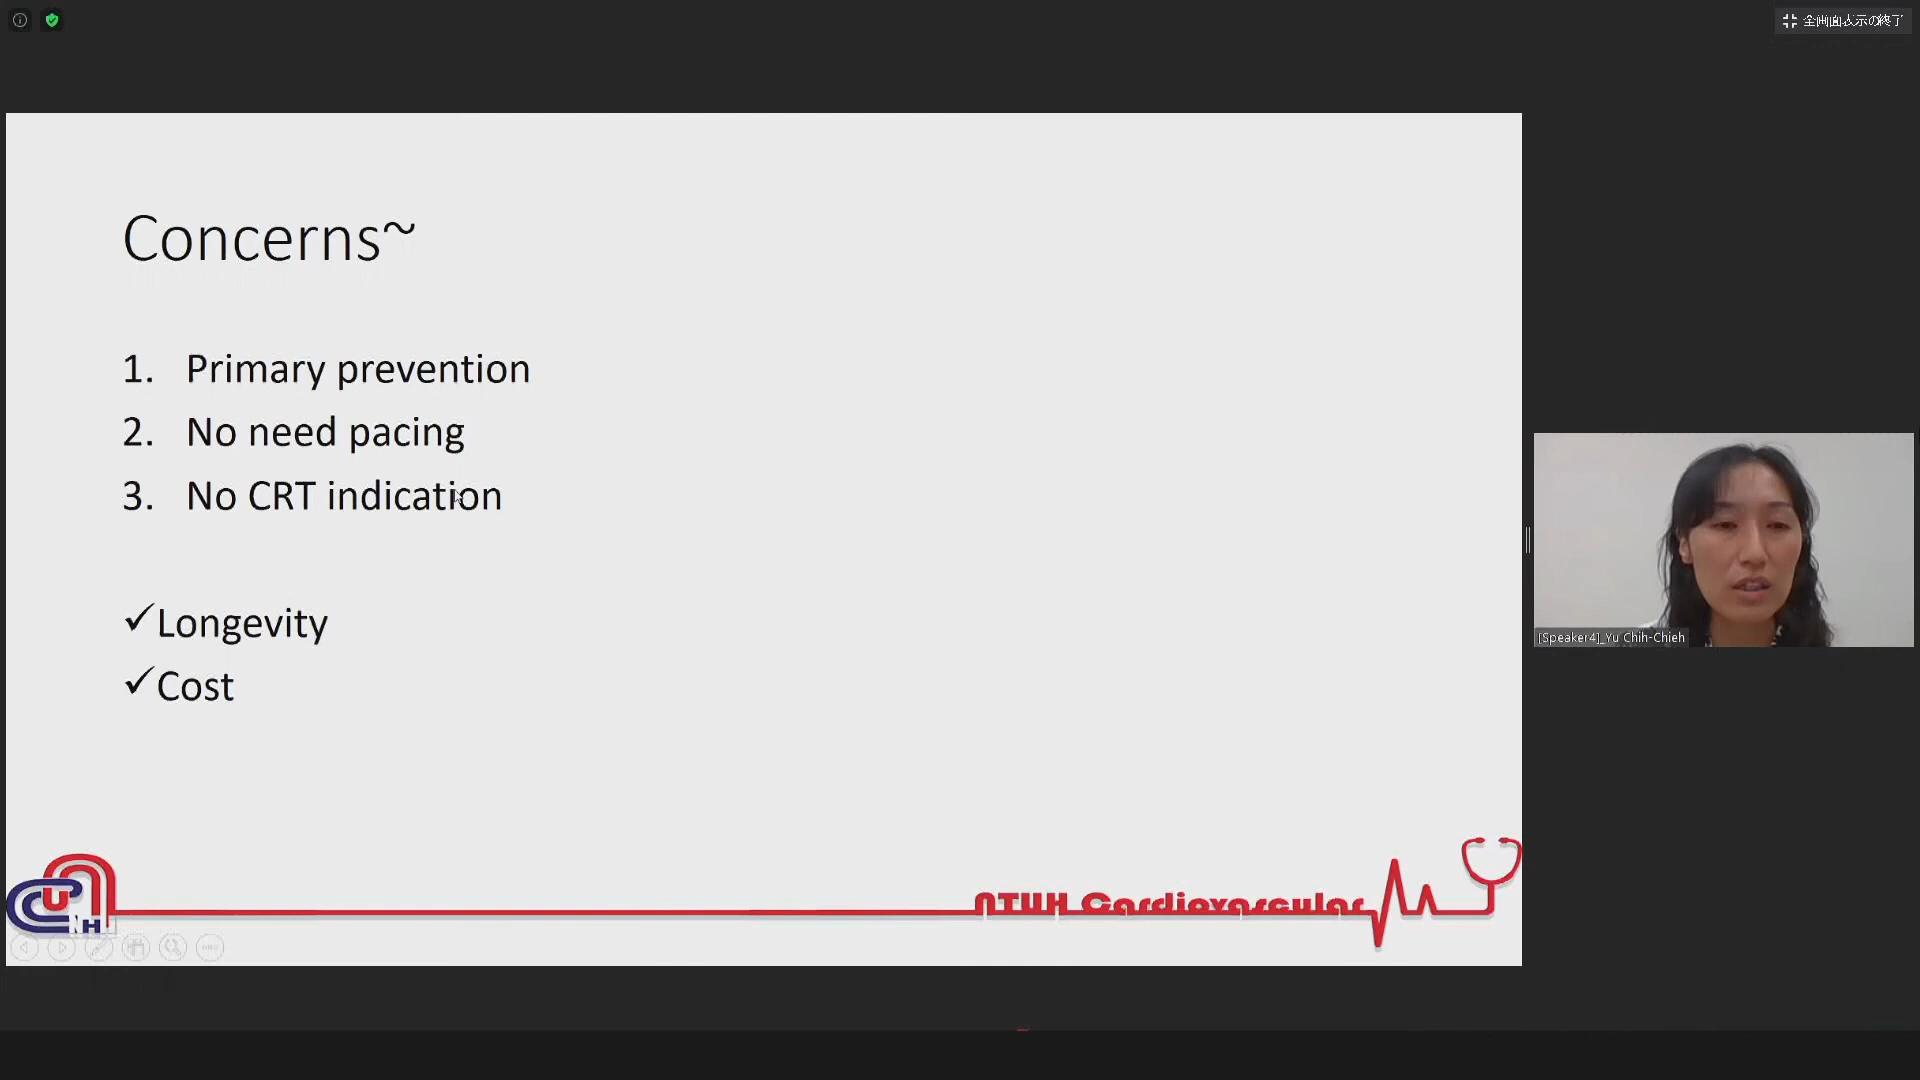 全画面表示の終了
Concerns~
1. Primary prevention
2. No need pacing
3. No CRT indication
✓Longevity
✓Cost
[Speaker4]_Yu Chih-Chieh
NTUH Cardiovascular